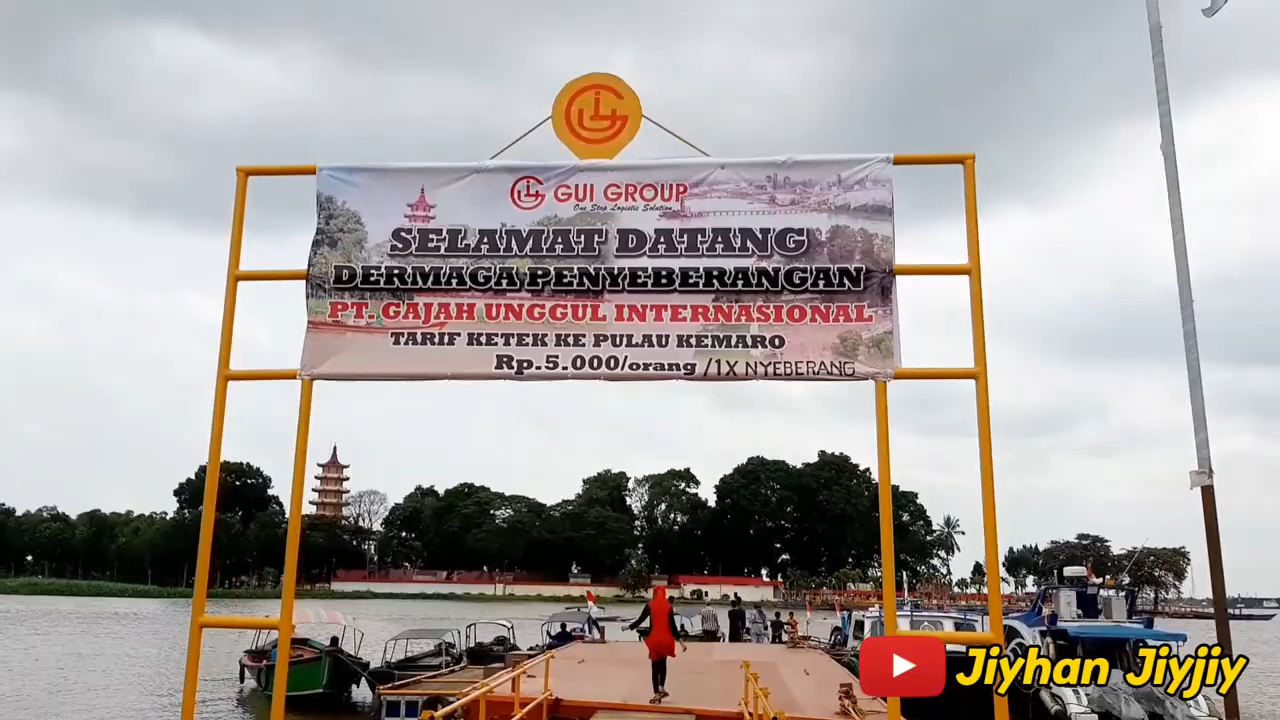 GUI GROUP
One Stop Logistic Solution
SELAMAT DATANG
DERMAGA PENYEBERANGAN
PT. GAJAH UNGGUL INTERNASIONAL
TARIF KETEK KE PULAU KEMARO
Rp.5.000/orang /1X NYEBERANG
Jiyhan Jiyjiy